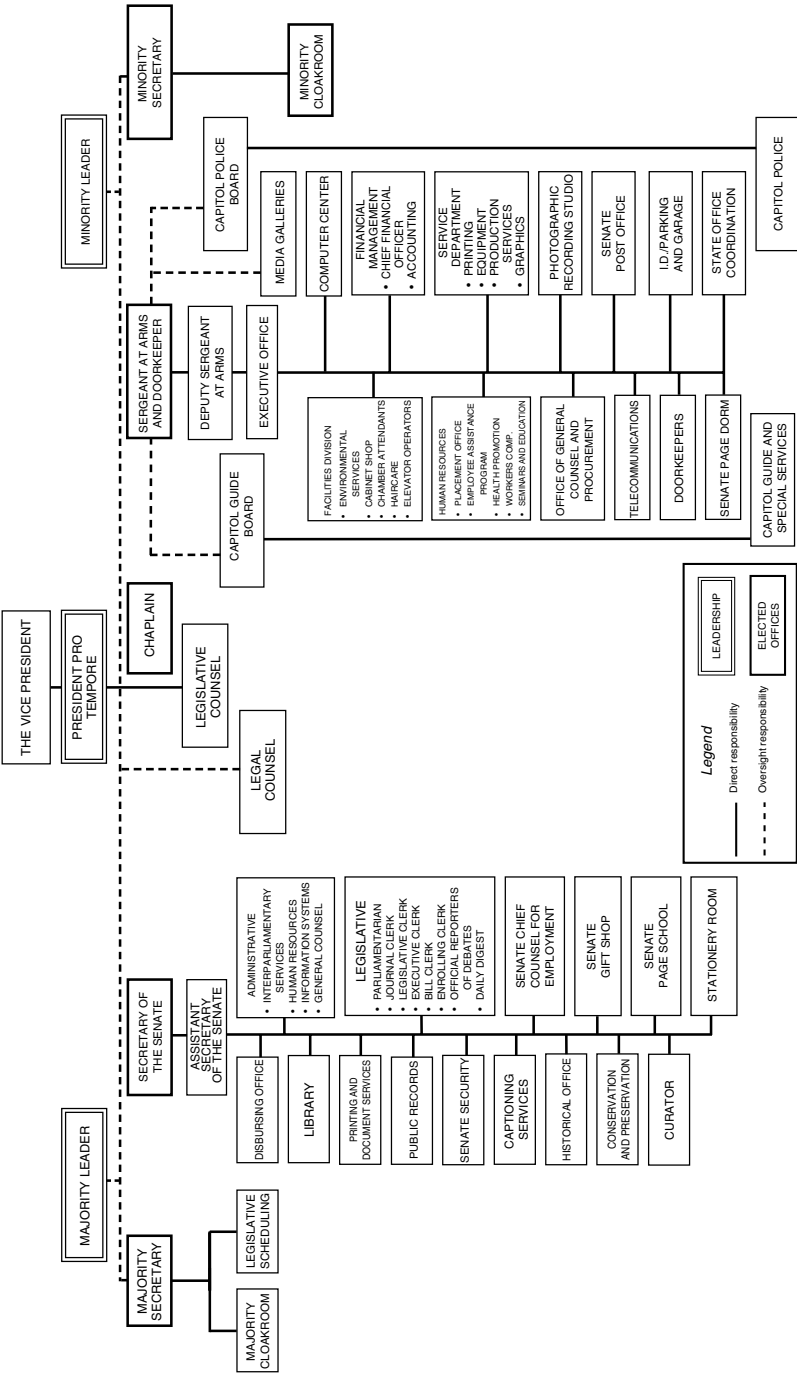 THE VICE PRESIDENT
MAJORITY LEADER
PRESIDENT PRO
TEMPORE
MINORITY LEADER
MAJORITY
SECRETARY
LEGISLATIVE
SCHEDULING
MAJORITY
CLOAKROOM
SECRETARY OF
THE SENATE
ASSISTANT
SECRETARY
OF THE SENATE
DISBURSING OFFICE
LIBRARY
PRINTING AND
DOCUMENT SERVICES
PUBLIC RECORDS
SENATE SECURITY
CAPTIONING
SERVICES
HISTORICAL OFFICE
CONSERVATION
AND PRESERVATION
CURATOR
ADMINISTRATIVE
• INTERPARLIAMENTARY
SERVICES
• HUMAN RESOURCES
• INFORMATION SYSTEMS
• GENERAL COUNSEL
LEGISLATIVE
• PARLIAMENTARIAN
• JOURNAL CLERK
• LEGISLATIVE CLERK
• EXECUTIVE CLERK
• BILL CLERK
• ENROLLING CLERK
• OFFICIAL REPORTERS
OF DEBATES
• DAILY DIGEST
SENATE CHIEF
COUNSEL FOR
EMPLOYMENT
SENATE
GIFT SHOP
SENATE
PAGE SCHOOL
STATIONERY ROOM
LEGAL
COUNSEL
LEGISLATIVE
COUNSEL
CHAPLAIN
SERGEANT AT ARMS
AND DOORKEEPER
DEPUTY SERGEANT
AT ARMS
EXECUTIVE OFFICE
CAPITOL GUIDE
BOARD
FACILITIES DIVISION
• ENVIRONMENTAL
SERVICES
• CABINET SHOP
• CHAMBER ATTENDANTS
• HAIRCARE
• ELEVATOR OPERATORS
HUMAN RESOURCES
• PLACEMENT OFFICE
• EMPLOYEE ASSISTANCE
PROGRAM
• HEALTH PROMOTION
• WORKERS COMP.
• SEMINARS AND EDUCATION
OFFICE OF GENERAL
COUNSEL AND
PROCUREMENT
TELECOMMUNICATIONS
DOORKEEPERS
SENATE PAGE DORM
CAPITOL GUIDE AND
SPECIAL SERVICES
MEDIA GALLERIES
COMPUTER CENTER
FINANCIAL
MANAGEMENT
• CHIEF FINANCIAL
OFFICER
• ACCOUNTING
SERVICE
DEPARTMENT
• PRINTING
• EQUIPMENT
• PRODUCTION
SERVICES
• GRAPHICS
PHOTOGRAPHIC
RECORDING STUDIO
SENATE
POST OFFICE
I.D./PARKING
AND GARAGE
STATE OFFICE
COORDINATION
CAPITOL POLICE
BOARD
CAPITOL POLICE
MINORITY
SECRETARY
MINORITY
CLOAKROOM
Legend
Direct responsibility
Oversight responsibility
LEADERSHIP
ELECTED
OFFICES